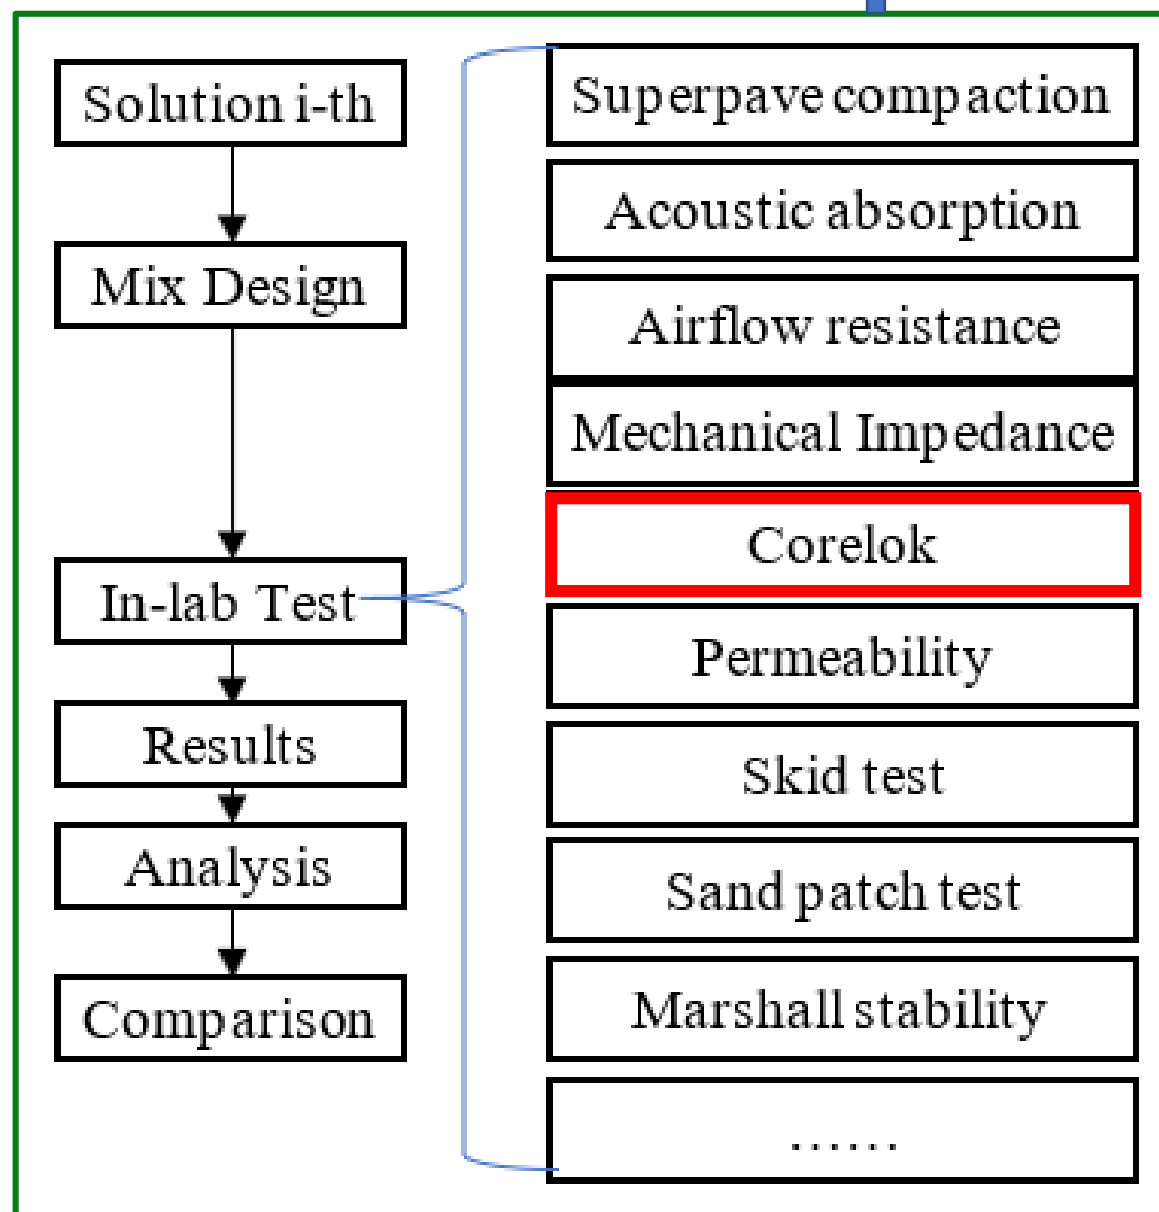 Solution i-th
Mix Design
In-lab Test
Results
Analysis
Comparison
Superpave compaction
Acoustic absorption
Airflow resistance
Mechanical Impedance
Corelok
Permeability
Skid test
Sand patch test
Marshall stability
......